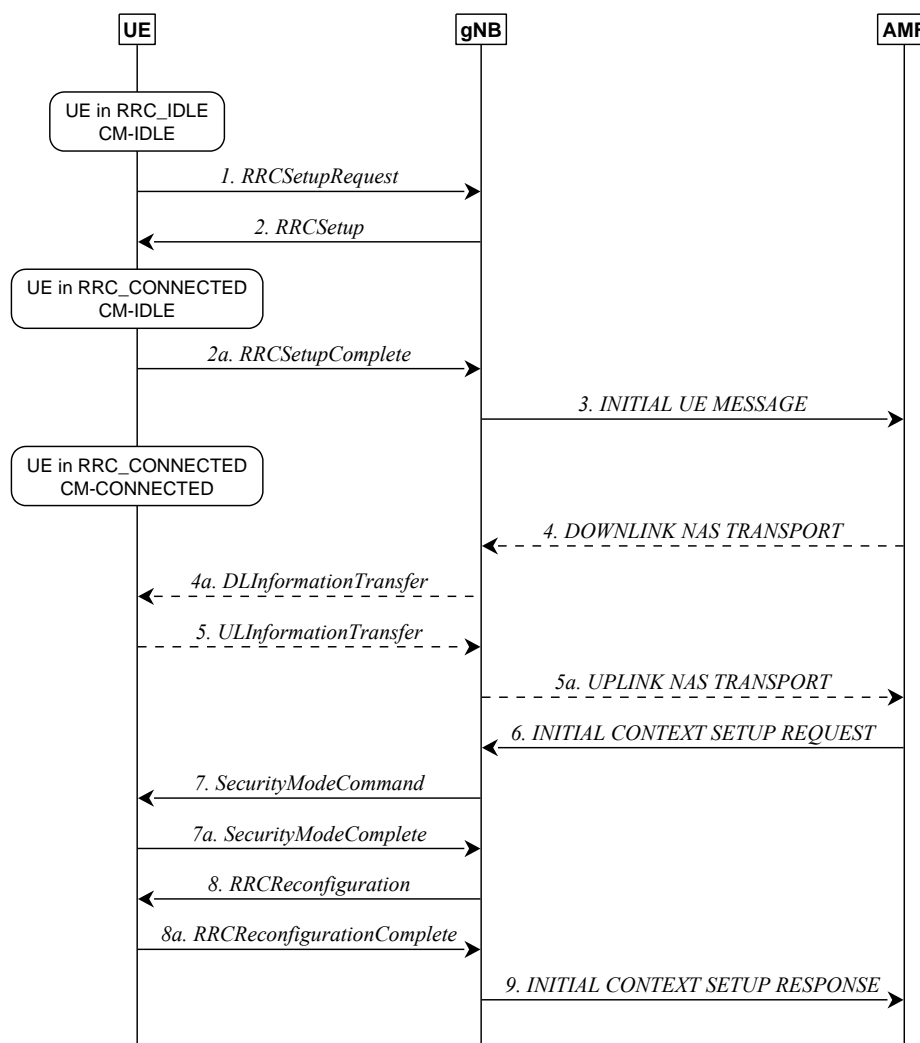 UE
gNB
AMF
UE in RRC_IDLE
CM-IDLE
1. RRCSetupRequest
2. RRCSetup
UE in RRC_CONNECTED
CM-IDLE
2a. RRCSetupComplete
3. INITIAL UE MESSAGE
UE in RRC_CONNECTED
CM-CONNECTED
4. DOWNLINK NAS TRANSPORT
4a. DLInformationTransfer
5. ULInformationTransfer
5a. UPLINK NAS TRANSPORT
6. INITIAL CONTEXT SETUP REQUEST
7. SecurityModeCommand
7a. SecurityModeComplete
8. RRCReconfiguration
8a. RRCReconfigurationComplete
9. INITIAL CONTEXT SETUP RESPONSE